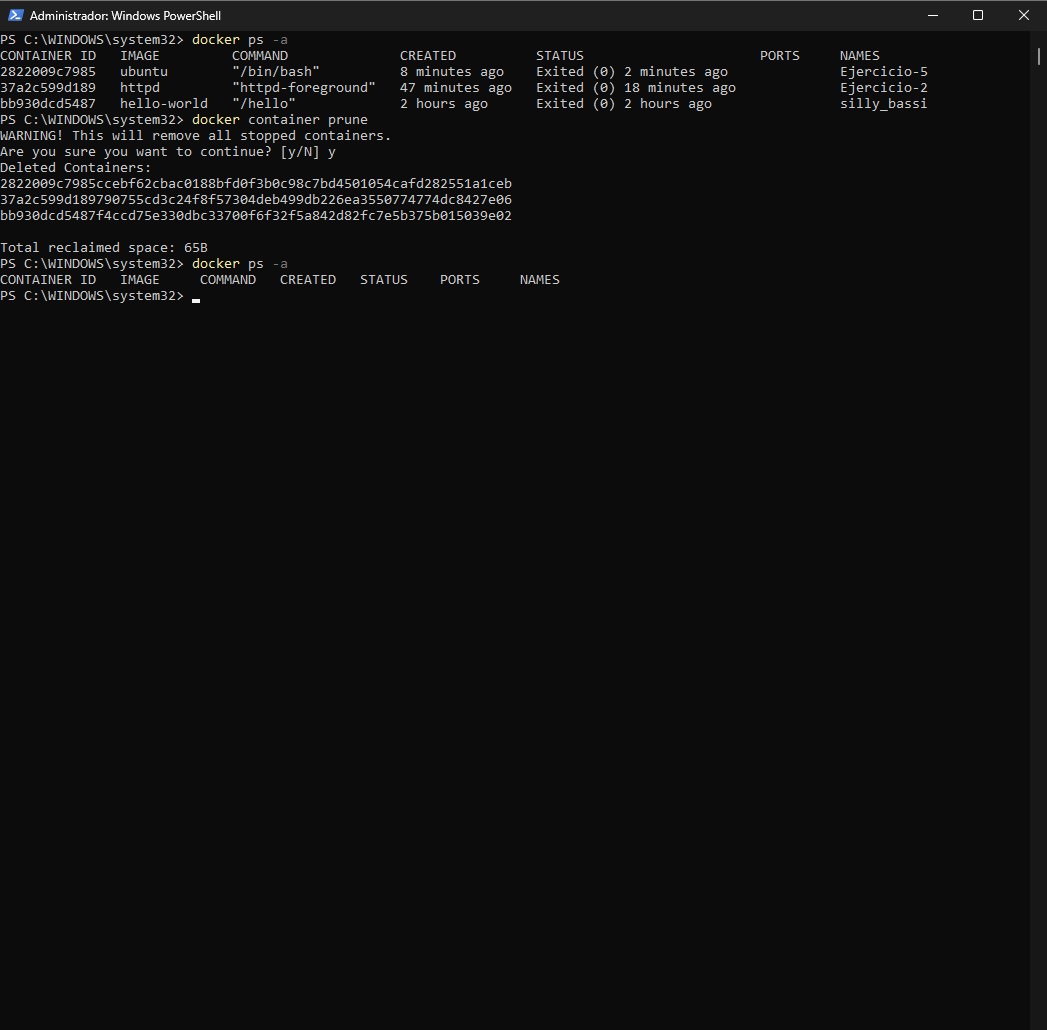 Administrador: Windows PowerShell
PS C:\WINDOWS\system32> docker ps -a
CONTAINER ID   IMAGE         COMMAND              CREATED          STATUS                      PORTS     NAMES
2822009c7985   ubuntu        "/bin/bash"          8 minutes ago    Exited (0) 2 minutes ago              Ejercicio-5
37a2c599d189   httpd         "httpd-foreground"   47 minutes ago   Exited (0) 18 minutes ago             Ejercicio-2
bb930dcd5487   hello-world   "/hello"             2 hours ago      Exited (0) 2 hours ago                silly_bassi
PS C:\WINDOWS\system32> docker container prune
WARNING! This will remove all stopped containers.
Are you sure you want to continue? [y/N] y
Deleted Containers:
2822009c7985ccebf62cbac0188bfd0f3b0c98c7bd4501054cafd282551a1ceb
37a2c599d189790755cd3c24f8f57304deb499db226ea3550774774dc8427e06
bb930dcd5487f4ccd75e330dbc33700f6f32f5a842d82fc7e5b375b015039e02

Total reclaimed space: 65B
PS C:\WINDOWS\system32> docker ps -a
CONTAINER ID   IMAGE     COMMAND   CREATED   STATUS    PORTS     NAMES
PS C:\WINDOWS\system32>